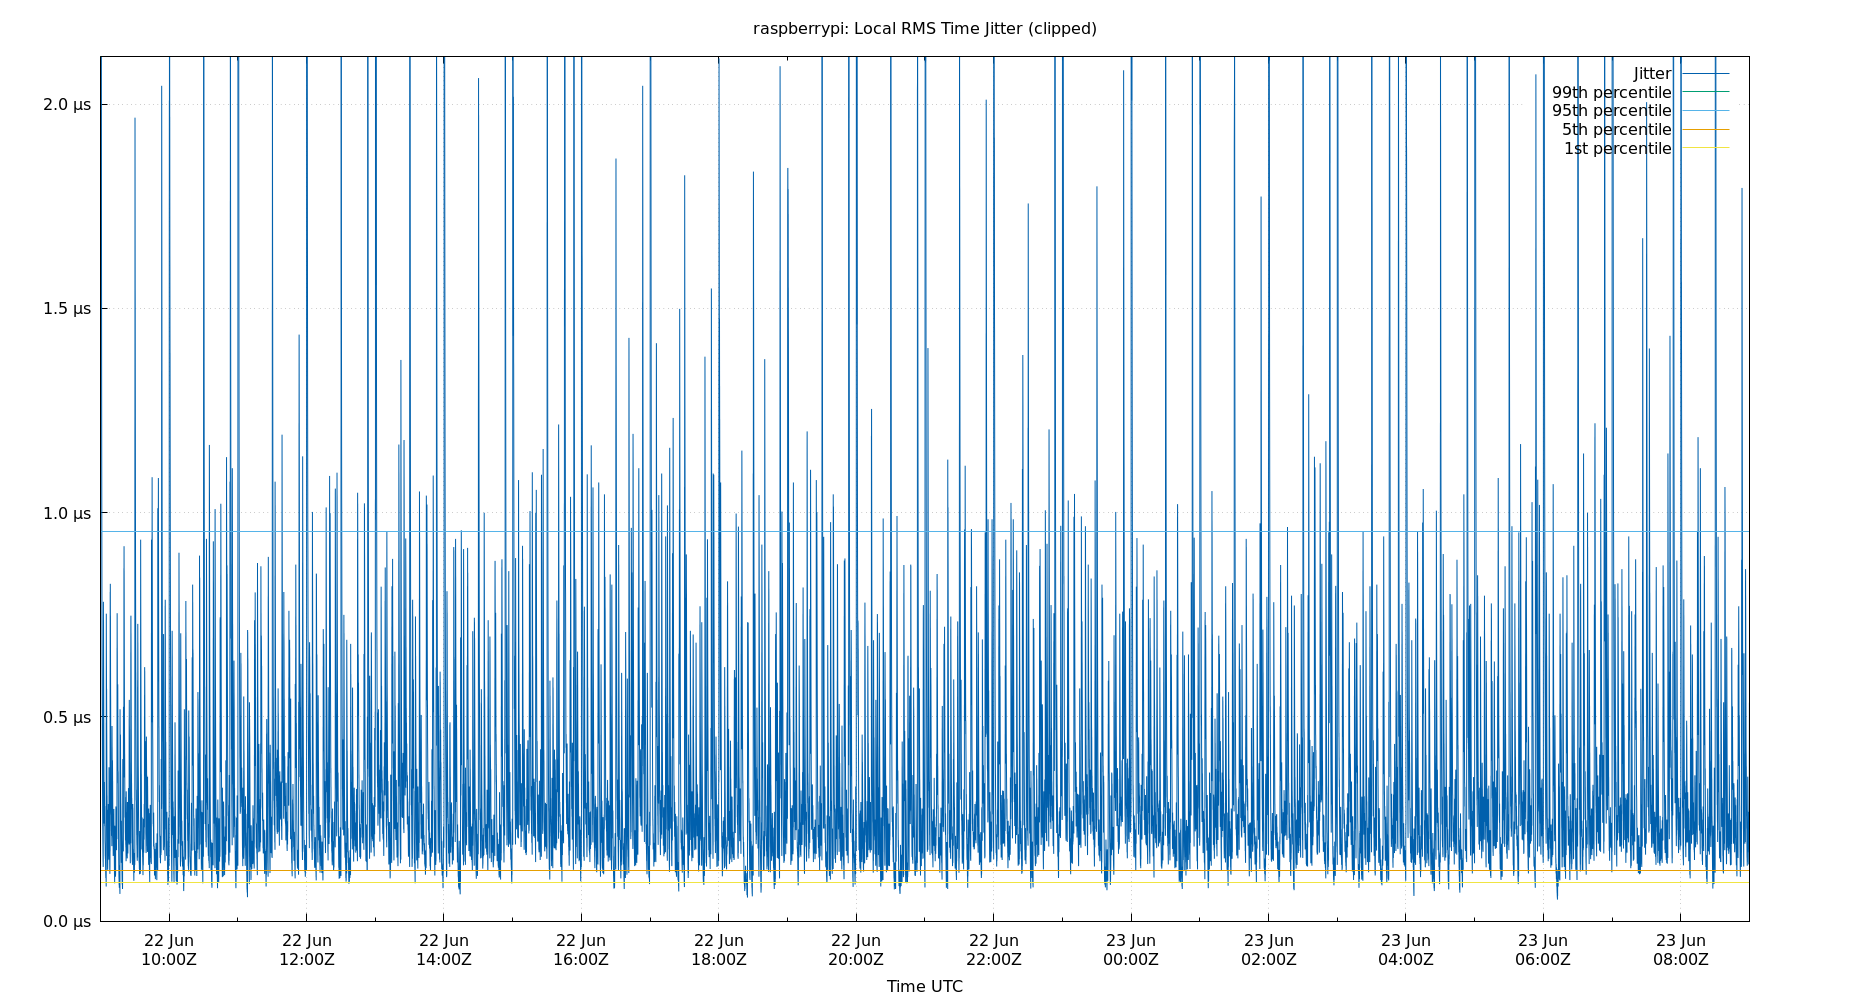 raspberrypi: Local RMS Time Jitter (clipped)
Jitter
99th percentile
95th percentile
5th percentile
1st percentile
2.0 µs
1.5 µs
1.0 µs
0.5 µs
0.0 µs
22 Jun 22 Jun 22 Jun 22 Jun 22 Jun 22 Jun 22 Jun 23 Jun 23 Jun 23 Jun 23 Jun 23 Jun
10:00Z 12:00Z 14:00Z 16:00Z 18:00Z 20:00Z 22:00Z 00:00Z 02:00Z 04:00Z 06:00Z 08:00Z
Time UTC